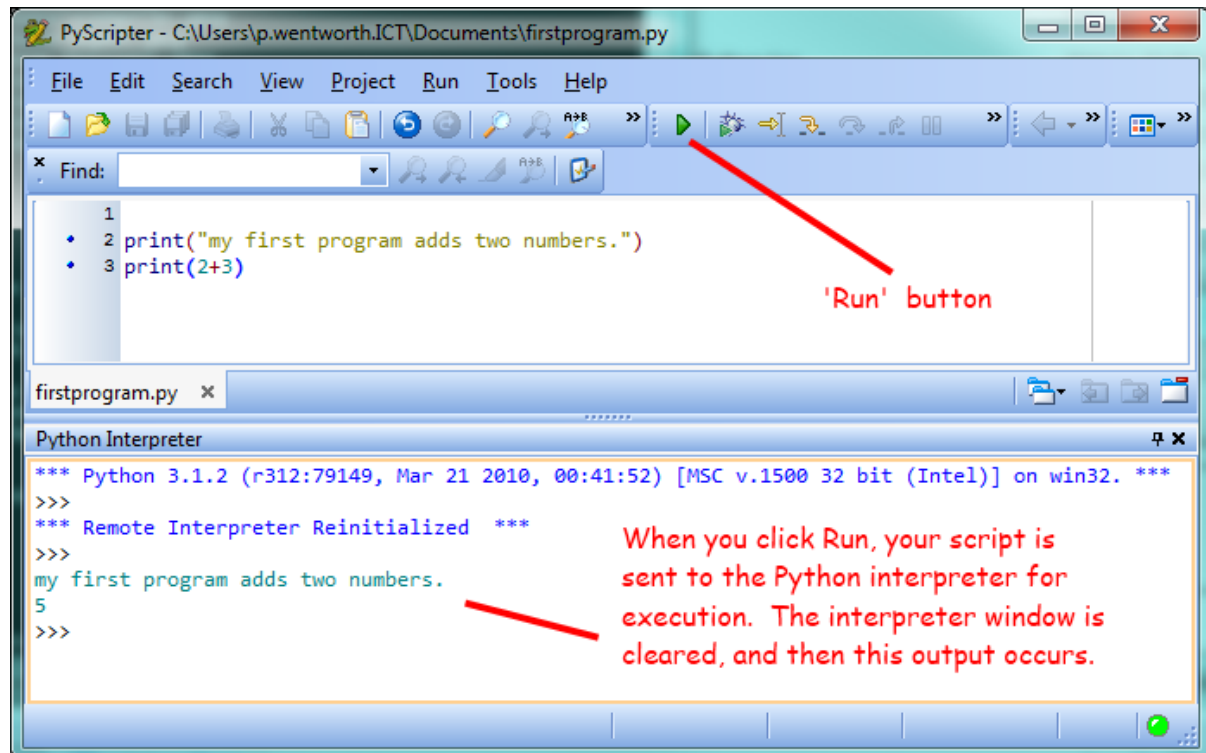 PyScripter - C:\Users\p.wentworth.ICT\Documents\firstprogram.py
File Edit Search View Project Run Tools Help
Find:
1
2 print("my first program adds two numbers.")
3 print(2+3)
'Run' button
firstprogram.py
Python Interpreter
*** Python 3.1.2 (r312:79149, Mar 21 2010, 00:41:52) [MSC v.1500 32 bit (Intel)] on win32. ***
>>>
*** Remote Interpreter Reinitialized ***
>>>
my first program adds two numbers.
5
>>>
When you click Run, your script is
sent to the Python interpreter for
execution. The interpreter window is
cleared, and then this output occurs.